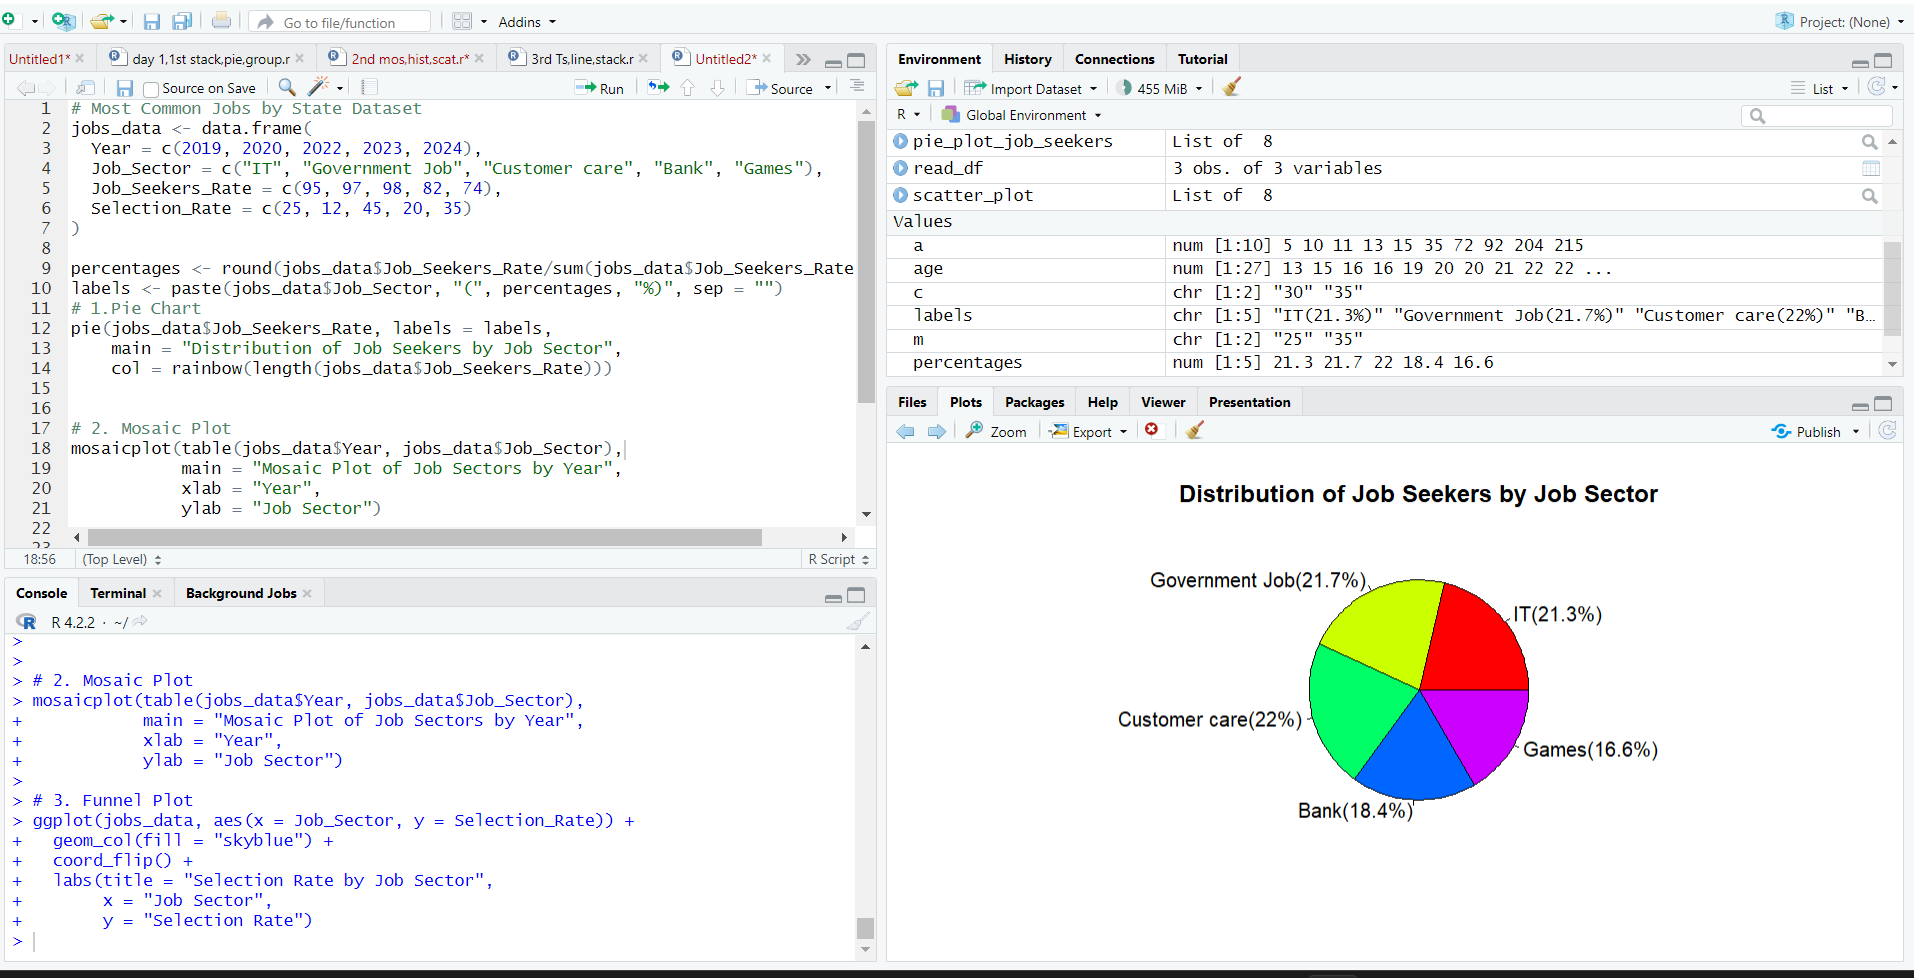 Go to file/function
Addins
Project: (None)
Untitled1*
day 1,1st stack,pie,group.r
2nd mos,hist,scat.r*
3rd Ts,line,stack.r
Untitled2*
Source on Save
Run
Source
1 # Most Common Jobs by State Dataset
2 jobs_data <- data.frame(
3   Year = c(2019, 2020, 2022, 2023, 2024),
4   Job_Sector = c("IT", "Government Job", "Customer care", "Bank", "Games"),
5   Job_Seekers_Rate = c(95, 97, 98, 82, 74),
6   Selection_Rate = c(25, 12, 45, 20, 35)
7 )
8
9 percentages <- round(jobs_data$Job_Seekers_Rate/sum(jobs_data$Job_Seekers_Rate
10 labels <- paste(jobs_data$Job_Sector, "(", percentages, "%)", sep = "")
11 # 1.Pie Chart
12 pie(jobs_data$Job_Seekers_Rate, labels = labels,
13     main = "Distribution of Job Seekers by Job Sector",
14     col = rainbow(length(jobs_data$Job_Seekers_Rate)))
15
16
17 # 2. Mosaic Plot
18 mosaicplot(table(jobs_data$Year, jobs_data$Job_Sector),
19            main = "Mosaic Plot of Job Sectors by Year",
20            xlab = "Year",
21            ylab = "Job Sector")
22
23
18:56
(Top Level)
R Script
Console
Terminal
Background Jobs
R 4.2.2 · ~/
>
>
> # 2. Mosaic Plot
> mosaicplot(table(jobs_data$Year, jobs_data$Job_Sector),
+            main = "Mosaic Plot of Job Sectors by Year",
+            xlab = "Year",
+            ylab = "Job Sector")
>
> # 3. Funnel Plot
> ggplot(jobs_data, aes(x = Job_Sector, y = Selection_Rate)) +
+   geom_col(fill = "skyblue") +
+   coord_flip() +
+   labs(title = "Selection Rate by Job Sector",
+        x = "Job Sector",
+        y = "Selection Rate")
>
Environment
History
Connections
Tutorial
Import Dataset
455 MiB
List
R
Global Environment
pie_plot_job_seekers List of  8
read_df 3 obs. of 3 variables
scatter_plot List of  8
Values
a num [1:10] 5 10 11 13 15 35 72 92 204 215
age num [1:27] 13 15 16 16 19 20 20 21 22 22 ...
c chr [1:2] "30" "35"
labels chr [1:5] "IT(21.3%)" "Government Job(21.7%)" "Customer care(22%)" "B…
m chr [1:2] "25" "35"
percentages num [1:5] 21.3 21.7 22 18.4 16.6
Files
Plots
Packages
Help
Viewer
Presentation
Zoom
Export
Publish
Distribution of Job Seekers by Job Sector
Government Job(21.7%)
IT(21.3%)
Customer care(22%)
Games(16.6%)
Bank(18.4%)